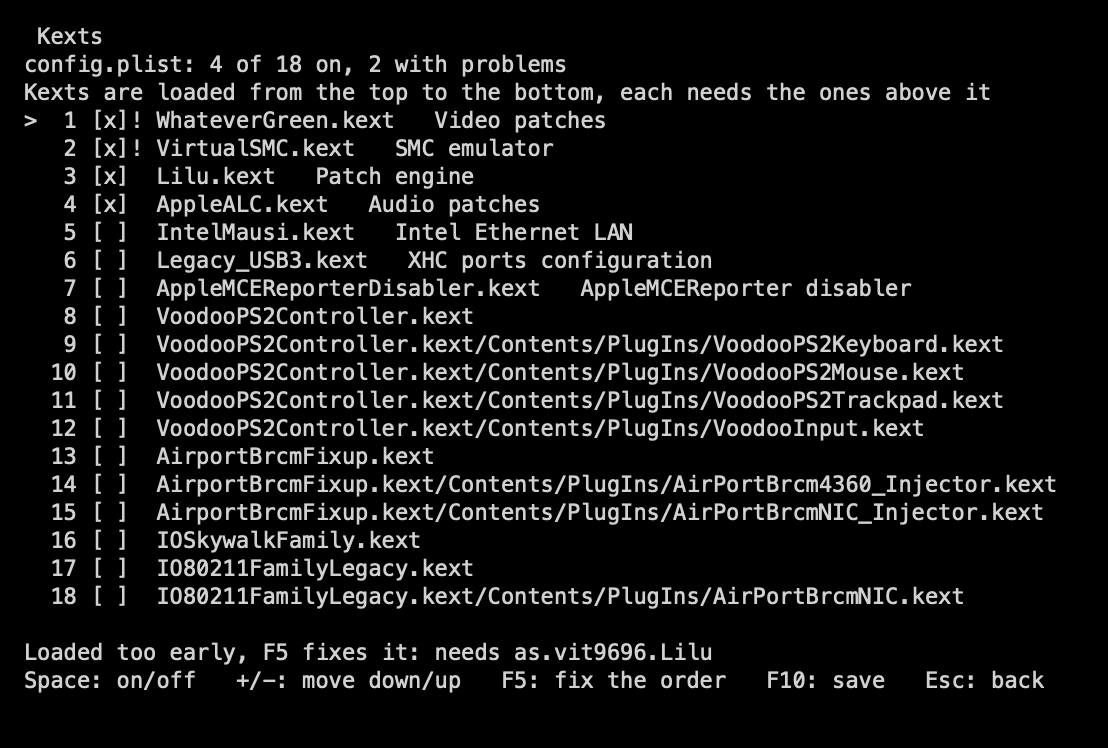 Kexts
config.plist: 4 of 18 on, 2 with problems
Kexts are loaded from the top to the bottom, each needs the ones above it
>  1 [x]! WhateverGreen.kext   Video patches
   2 [x]! VirtualSMC.kext   SMC emulator
   3 [x]  Lilu.kext   Patch engine
   4 [x]  AppleALC.kext   Audio patches
   5 [ ]  IntelMausi.kext   Intel Ethernet LAN
   6 [ ]  Legacy_USB3.kext   XHC ports configuration
   7 [ ]  AppleMCEReporterDisabler.kext   AppleMCEReporter disabler
   8 [ ]  VoodooPS2Controller.kext
   9 [ ]  VoodooPS2Controller.kext/Contents/PlugIns/VoodooPS2Keyboard.kext
  10 [ ]  VoodooPS2Controller.kext/Contents/PlugIns/VoodooPS2Mouse.kext
  11 [ ]  VoodooPS2Controller.kext/Contents/PlugIns/VoodooPS2Trackpad.kext
  12 [ ]  VoodooPS2Controller.kext/Contents/PlugIns/VoodooInput.kext
  13 [ ]  AirportBrcmFixup.kext
  14 [ ]  AirportBrcmFixup.kext/Contents/PlugIns/AirPortBrcm4360_Injector.kext
  15 [ ]  AirportBrcmFixup.kext/Contents/PlugIns/AirPortBrcmNIC_Injector.kext
  16 [ ]  IOSkywalkFamily.kext
  17 [ ]  IO80211FamilyLegacy.kext
  18 [ ]  IO80211FamilyLegacy.kext/Contents/PlugIns/AirPortBrcmNIC.kext
Loaded too early, F5 fixes it: needs as.vit9696.Lilu
Space: on/off   +/-: move down/up   F5: fix the order   F10: save   Esc: back